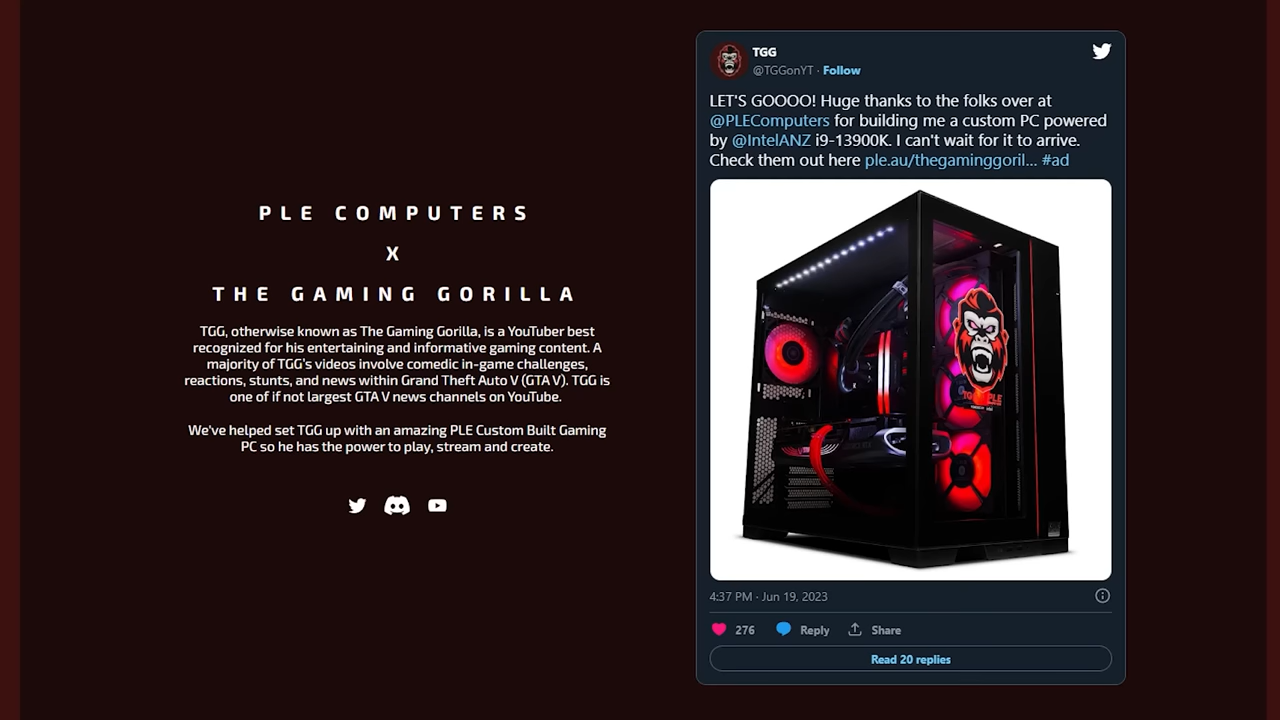 PLE COMPUTERS
X
THE GAMING GORILLA
TGG, otherwise known as The Gaming Gorilla, is a YouTuber best
recognized for his entertaining and informative gaming content. A
majority of TGG's videos involve comedic in-game challenges,
reactions, stunts, and news within Grand Theft Auto V (GTA V). TGG is
one of if not largest GTA V news channels on YouTube.
We've helped set TGG up with an amazing PLE Custom Built Gaming
PC so he has the power to play, stream and create.
TGG
@TGGonYT · Follow
LET'S GOOOO! Huge thanks to the folks over at
@PLEComputers for building me a custom PC powered
by @IntelANZ i9-13900K. I can't wait for it to arrive.
Check them out here ple.au/thegaminggoril... #ad
TGG PLE
4:37 PM · Jun 19, 2023
276 Reply Share
Read 20 replies